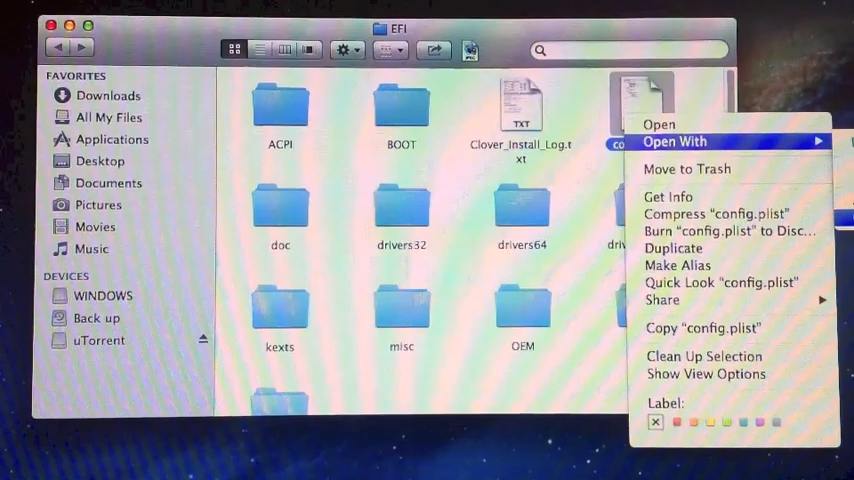 EFI
FAVORITES
Downloads
All My Files
Applications
Desktop
Documents
Pictures
Movies
Music
DEVICES
WINDOWS
Back up
uTorrent
JPEG
ACPI
BOOT
TXT
Clover_Install_Log.t
xt
co
doc
drivers32
drivers64
driv
kexts
misc
OEM
Open
Open With
Move to Trash
Get Info
Compress “config.plist”
Burn “config.plist” to Disc…
Duplicate
Make Alias
Quick Look “config.plist”
Share
Copy “config.plist”
Clean Up Selection
Show View Options
Label: